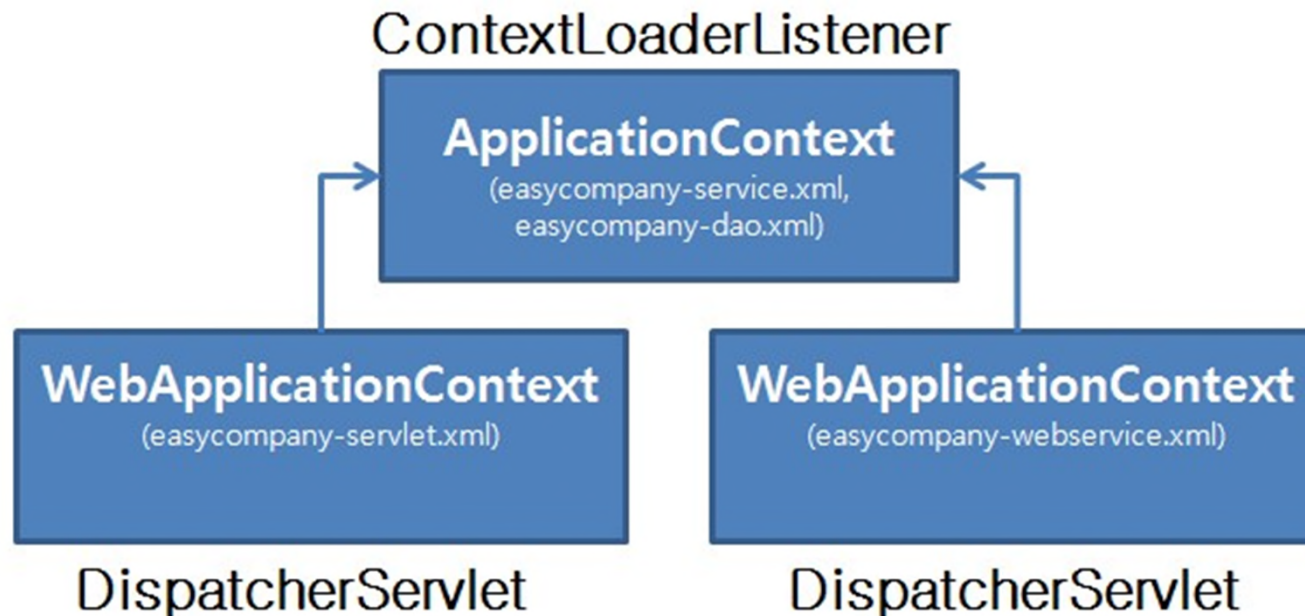 ContextLoaderListener
ApplicationContext
(easycompany-service.xml,
easycompany-dao.xml)
WebApplicationContext
(easycompany-servlet.xml)
WebApplicationContext
(easycompany-webservice.xml)
DispatcherServlet
DispatcherServlet